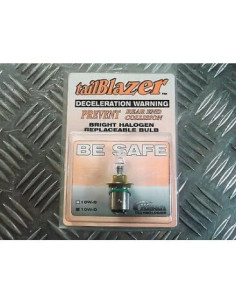 tailBlazer
DECELERATION WARNING
PREVENT REAR END COLLISION
BRIGHT HALOGEN
REPLACEABLE BULB
BE SAFE